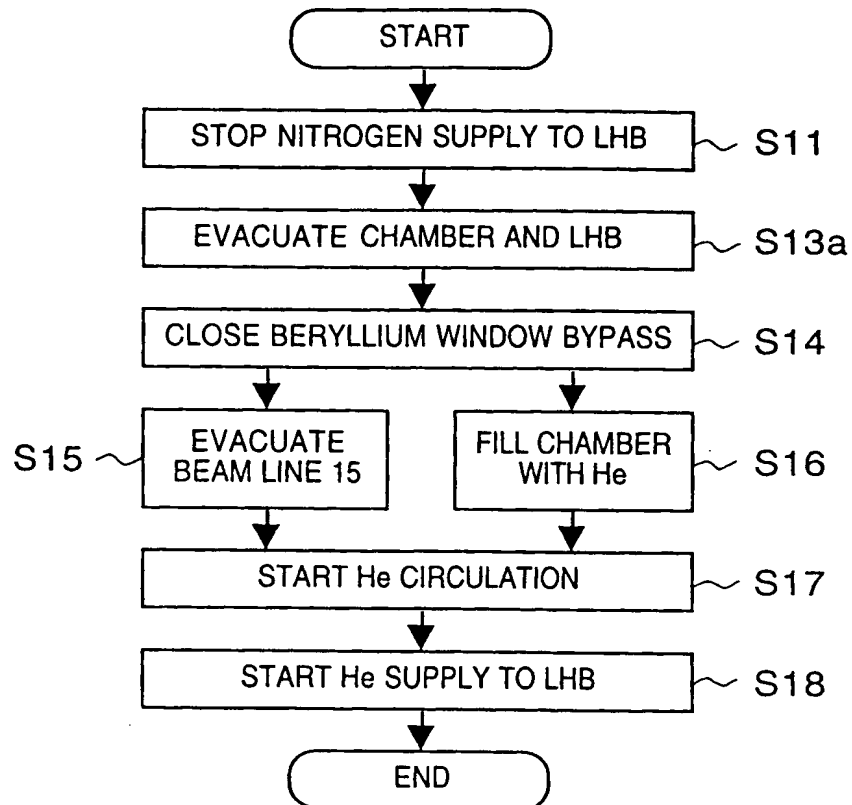 START
STOP NITROGEN SUPPLY TO LHB
S11
EVACUATE CHAMBER AND LHB
S13a
CLOSE BERYLLIUM WINDOW BYPASS
S14
S15
EVACUATE
BEAM LINE 15
FILL CHAMBER
WITH He
S16
START He CIRCULATION
S17
START He SUPPLY TO LHB
S18
END